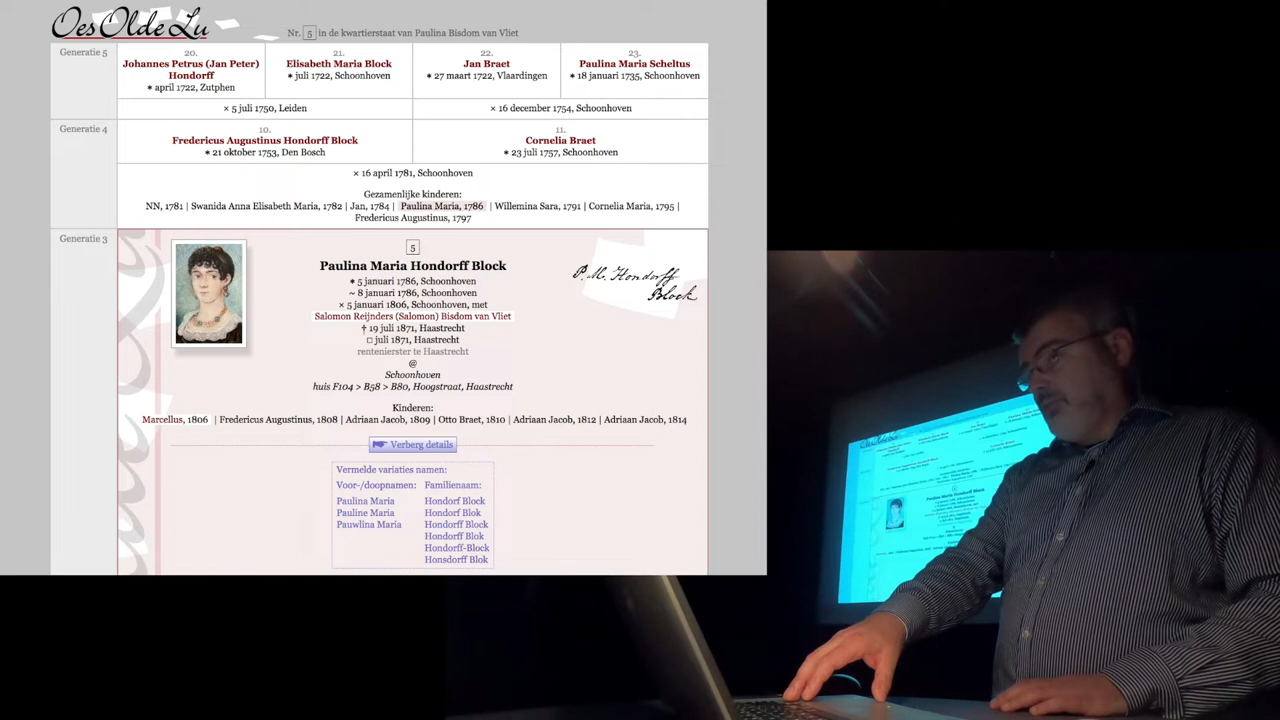 OesOldeLu
Nr. 5 in de kwartierstaat van Paulina Bisdom van Vliet
Generatie 5
20.
Johannes Petrus (Jan Peter) Hondorff
* april 1722, Zutphen
21.
Elisabeth Maria Block
* juli 1722, Schoonhoven
22.
Jan Braet
* 27 maart 1722, Vlaardingen
23.
Paulina Maria Scheltus
* 18 januari 1735, Schoonhoven
× 5 juli 1750, Leiden
× 16 december 1754, Schoonhoven
Generatie 4
10.
Fredericus Augustinus Hondorff Block
* 21 oktober 1753, Den Bosch
11.
Cornelia Braet
* 23 juli 1757, Schoonhoven
× 16 april 1781, Schoonhoven
Gezamenlijke kinderen:
NN, 1781 | Swanida Anna Elisabeth Maria, 1782 | Jan, 1784 | Paulina Maria, 1786 | Willemina Sara, 1791 | Cornelia Maria, 1795 |
Fredericus Augustinus, 1797
Generatie 3
5
Paulina Maria Hondorff Block
* 5 januari 1786, Schoonhoven
~ 8 januari 1786, Schoonhoven
× 5 januari 1806, Schoonhoven, met
Salomon Reijnders (Salomon) Bisdom van Vliet
† 19 juli 1871, Haastrecht
□ juli 1871, Haastrecht
rentenierster te Haastrecht
@
Schoonhoven
huis F104 > B58 > B80, Hoogstraat, Haastrecht
P. M. Hondorff
Block
Kinderen:
Marcellus, 1806 | Fredericus Augustinus, 1808 | Adriaan Jacob, 1809 | Otto Braet, 1810 | Adriaan Jacob, 1812 | Adriaan Jacob, 1814
Verberg details
Vermelde variaties namen:
Voor-/doopnamen: Familienaam:
Paulina Maria Hondorf Block
Pauline Maria Hondorf Blok
Pauwlina Maria Hondorff Block
Hondorff Blok
Hondorff-Block
Honsdorff Blok
OesOldeLu
Paulina Maria Hondorff Block